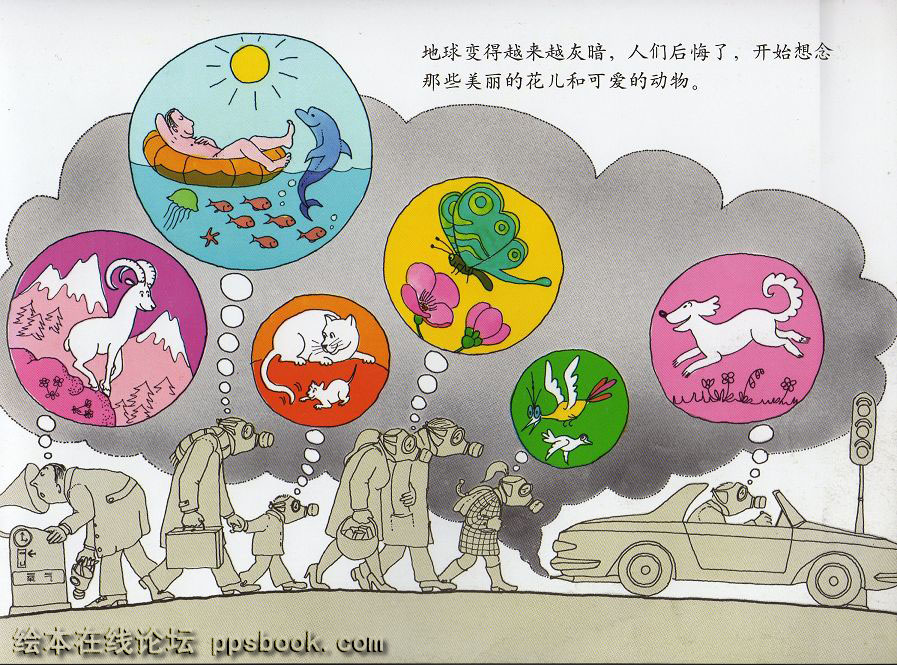 地球变得越来越灰暗，人们后悔了，开始想念
那些美丽的花儿和可爱的动物。
氧气
绘本在线论坛 ppsbook.com